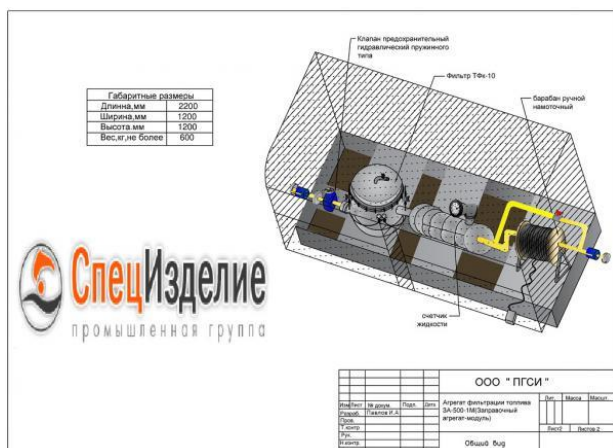 Клапан предохранительный
гидравлический пружинного
типа
Фильтр ТФк-10
барабан ручной
намоточный
Габаритные размеры
Длинна,мм 2200
Ширина,мм 1200
Высота.мм 1200
Вес,кг,не более 600
СпецИзделие
промышленная группа
счетчик
жидкости
ООО " ПГСИ "
Изм Лист № докум. Подп. Дата
Разраб. Павлов И.А
Пров.
Т.контр
Рук.
Н.контр.
Агрегат фильтрации топлива
ЗА-500-1М(Заправочный
агрегат-модуль)
Лит. Масса Масшт.
Лист2 Листов 2
Общий вид